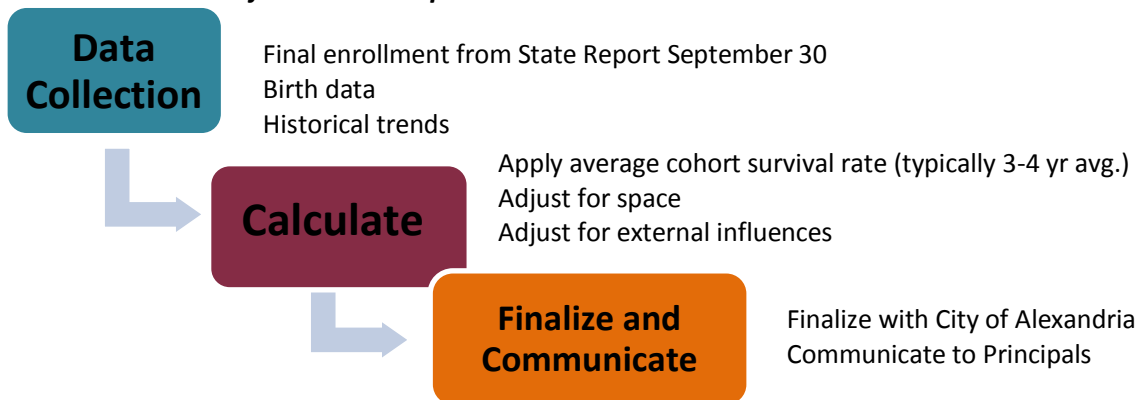 Data
Collection
Final enrollment from State Report September 30
Birth data
Historical trends
Calculate
Apply average cohort survival rate (typically 3-4 yr avg.)
Adjust for space
Adjust for external influences
Finalize and
Communicate
Finalize with City of Alexandria
Communicate to Principals